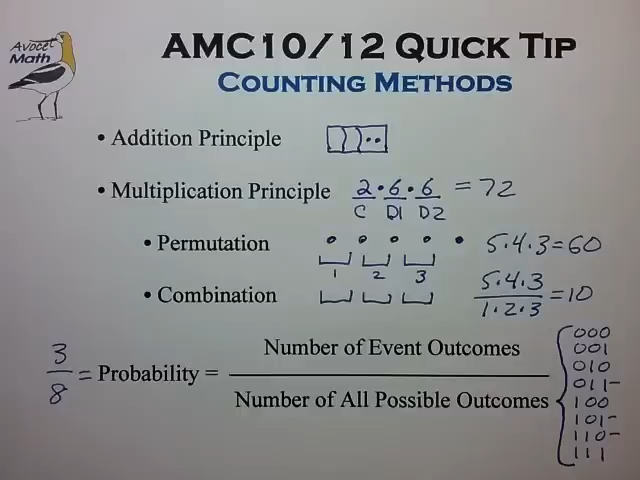 Avocet
Math
AMC10/12 QUICK TIP
COUNTING METHODS
• Addition Principle
• Multiplication Principle 2·6·6 = 72
C D1 D2
• Permutation 5·4·3=60
1 2 3
• Combination 5·4·3/1·2·3 =10
3/8 = Probability = Number of Event Outcomes
Number of All Possible Outcomes
000
001
010
011-
100
101-
110-
111